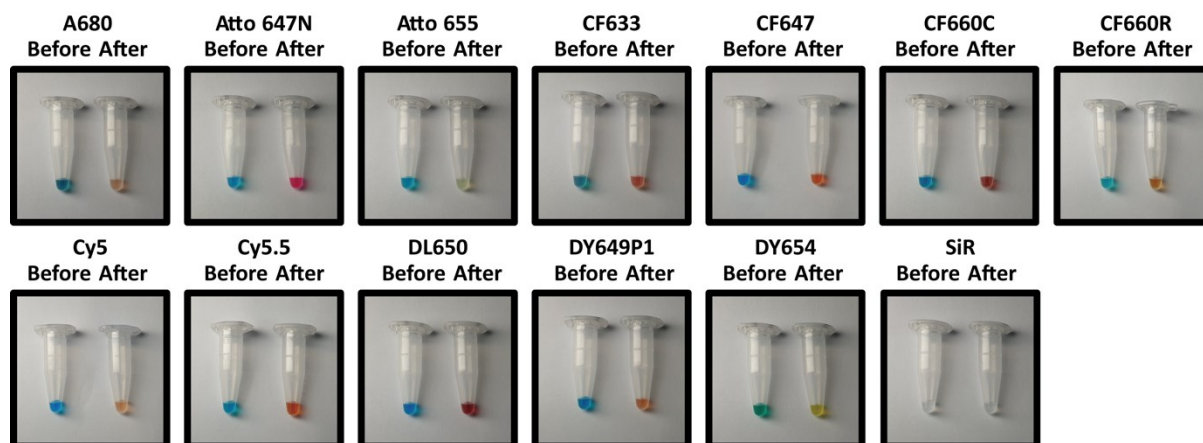 A680
Before After
Atto 647N
Before After
Atto 655
Before After
CF633
Before After
CF647
Before After
CF660C
Before After
CF660R
Before After
Cy5
Before After
Cy5.5
Before After
DL650
Before After
DY649P1
Before After
DY654
Before After
SiR
Before After